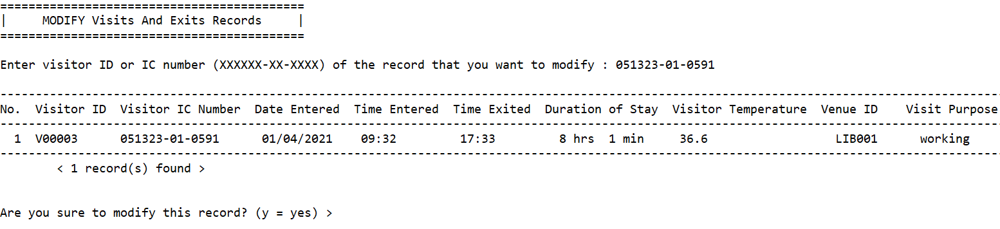 ===========================================
|     MODIFY Visits And Exits Records     |
===========================================
Enter visitor ID or IC number (XXXXXX-XX-XXXX) of the record that you want to modify : 051323-01-0591
---------------------------------------------------------------------------------------------------------------------------------------------
No.  Visitor ID  Visitor IC Number  Date Entered  Time Entered  Time Exited  Duration of Stay  Visitor Temperature  Venue ID    Visit Purpose
---------------------------------------------------------------------------------------------------------------------------------------------
  1  V00003      051323-01-0591      01/04/2021    09:32         17:33         8 hrs  1 min     36.6                  LIB001      working
---------------------------------------------------------------------------------------------------------------------------------------------
        < 1 record(s) found >
Are you sure to modify this record? (y = yes) >